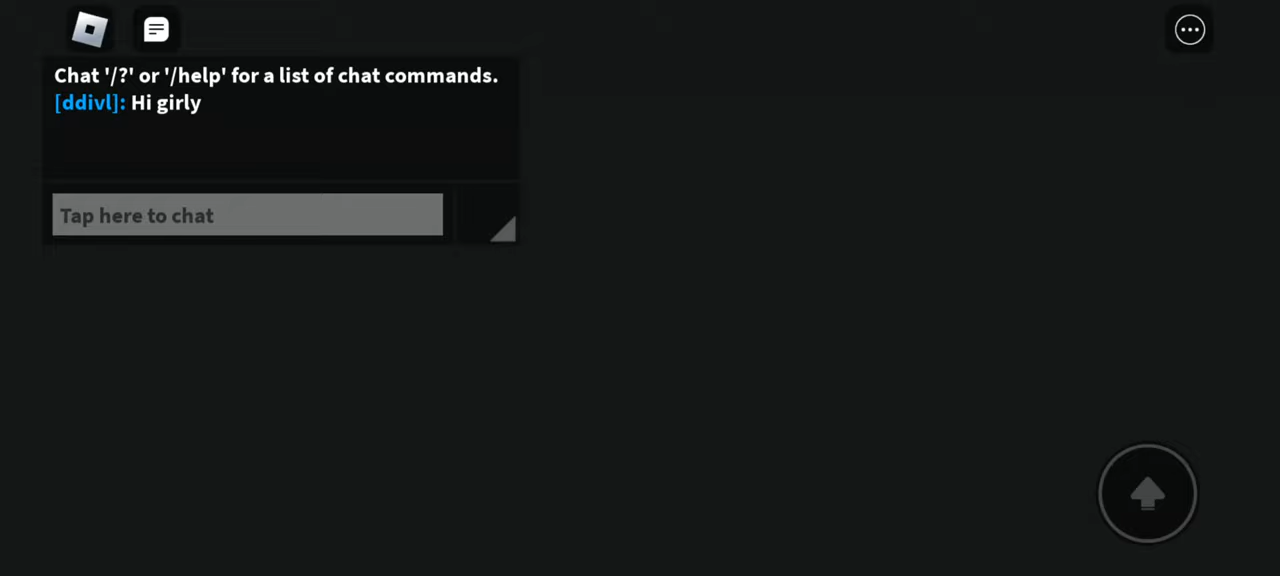 Chat '/?' or '/help' for a list of chat commands.
[ddivl]: Hi girly
Tap here to chat